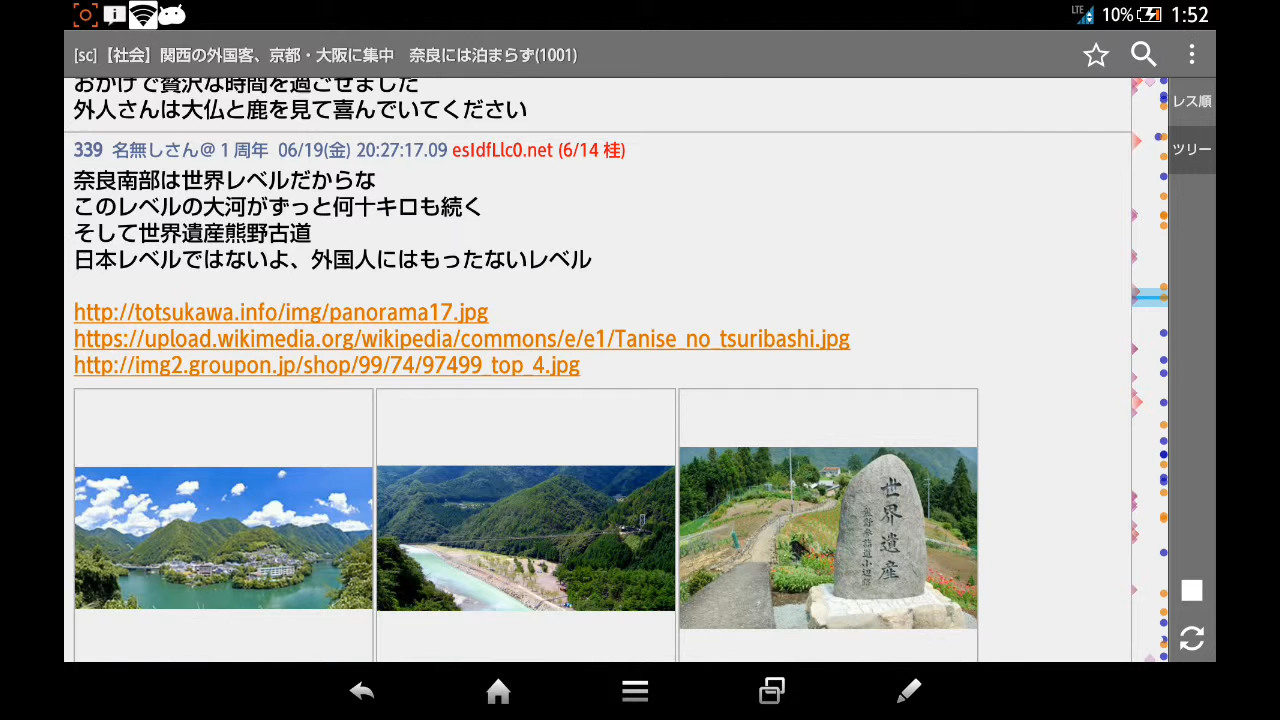 LTE 10% 1:52
[sc]【社会】関西の外国客、京都・大阪に集中　奈良には泊まらず(1001)
おかげで贅沢な時間を過ごせました
外人さんは大仏と鹿を見て喜んでいてください
レス順
ツリー
339 名無しさん@１周年 06/19(金) 20:27:17.09 esIdfLlc0.net (6/14 桂)
奈良南部は世界レベルだからな
このレベルの大河がずっと何十キロも続く
そして世界遺産熊野古道
日本レベルではないよ、外国人にはもったないレベル
http://totsukawa.info/img/panorama17.jpg
https://upload.wikimedia.org/wikipedia/commons/e/e1/Tanise_no_tsuribashi.jpg
http://img2.groupon.jp/shop/99/74/97499_top_4.jpg
世界遺産
熊野参詣道小辺路